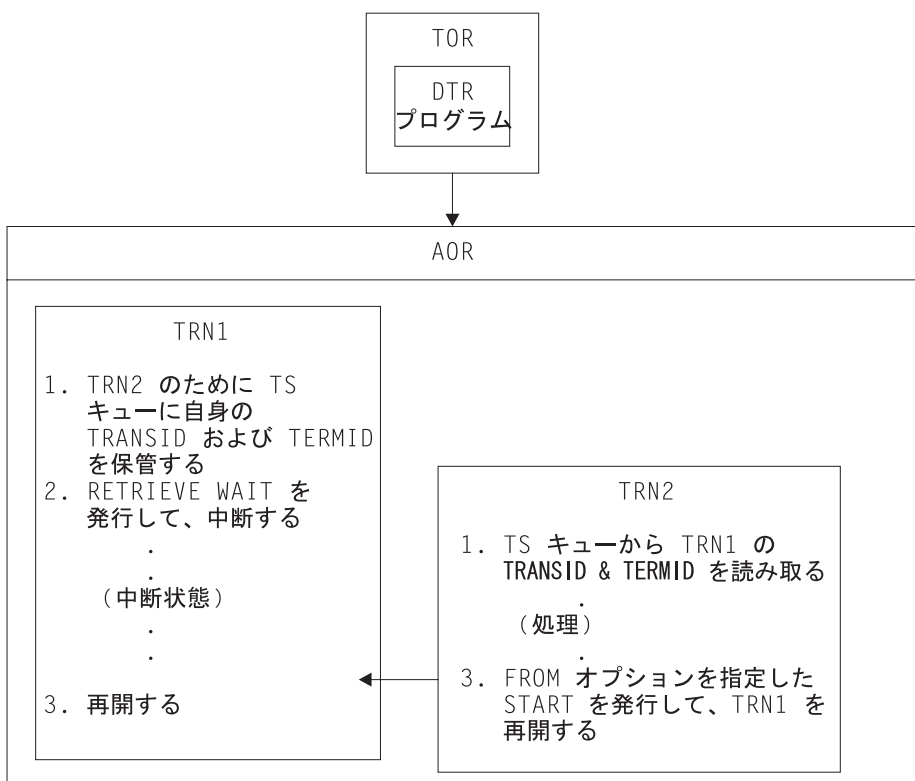 TOR
DTR
プログラム
AOR
TRN1
1. TRN2 のために TS
キューに自身の
TRANSID および TERMID
を保管する
2. RETRIEVE WAIT を
発行して、中断する
.
.
(中断状態)
.
.
3. 再開する
TRN2
1. TS キューから TRN1 の
TRANSID & TERMID を読み取る
.
(処理)
.
3. FROM オプションを指定した
START を発行して、TRN1 を
再開する